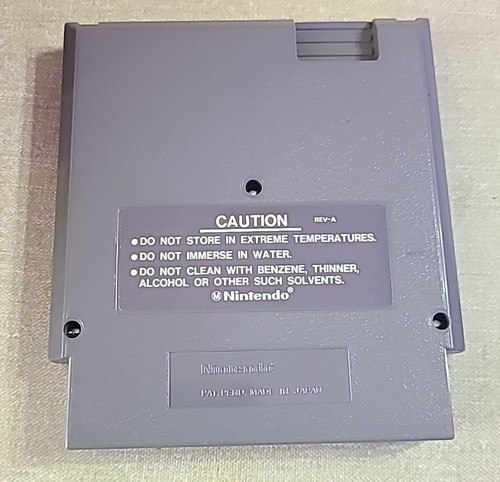 CAUTION REV-A
●DO NOT STORE IN EXTREME TEMPERATURES.
●DO NOT IMMERSE IN WATER.
●DO NOT CLEAN WITH BENZENE, THINNER,
ALCOHOL OR OTHER SUCH SOLVENTS.
Ⓜ Nintendo®
Nintendo
PAT. PEND. MADE IN JAPAN